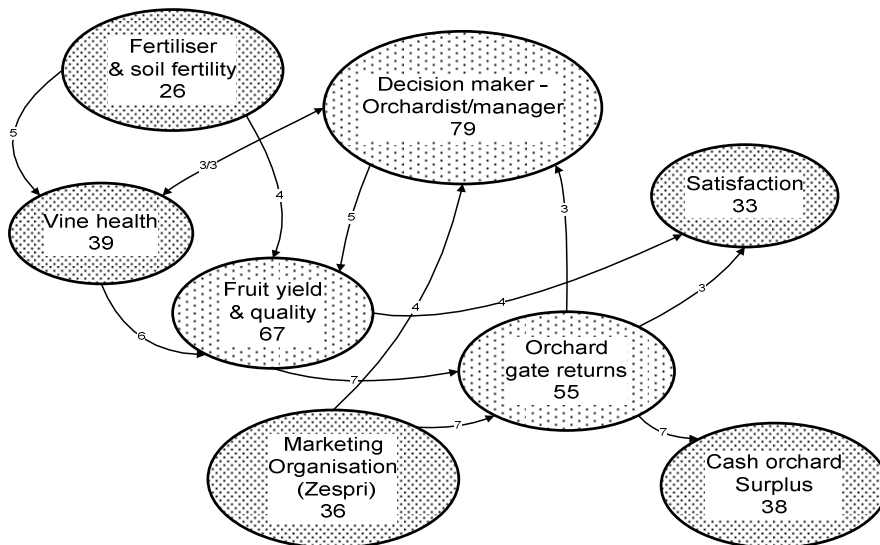 Fertiliser
& soil fertility
26
Decision maker -
Orchardist/manager
79
5
3/3
4
5
3
Satisfaction
33
Vine health
39
Fruit yield
& quality
67
4
4
3
6
Orchard
gate returns
55
7
7
7
Marketing
Organisation
(Zespri)
36
Cash orchard
Surplus
38